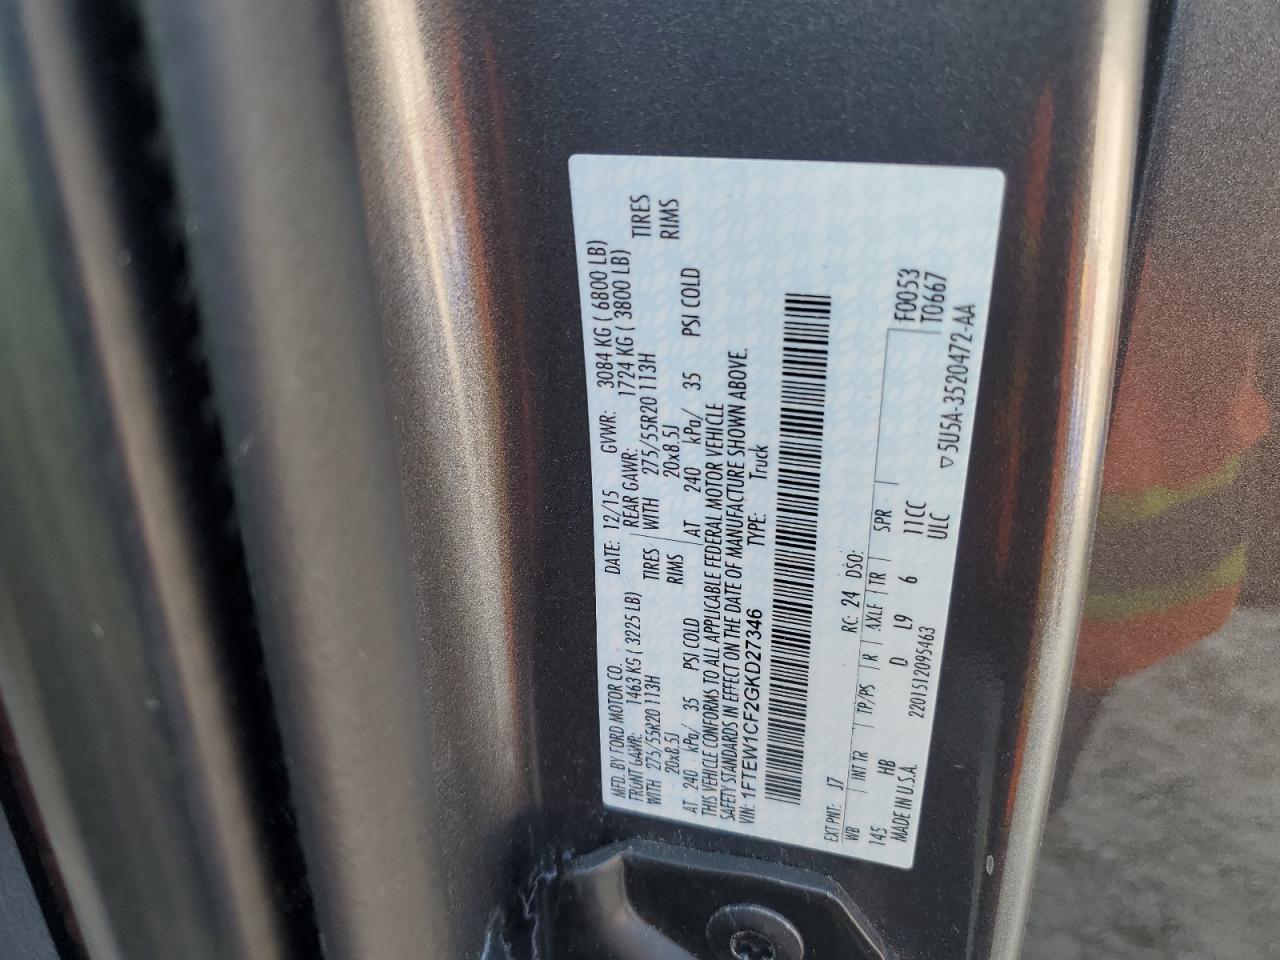 MFD. BY FORD MOTOR CO.
DATE: 12/15 GVWR: 3084 KG ( 6800 LB)
FRONT GAWR: 1463 KG ( 3225 LB) REAR GAWR: 1724 KG ( 3800 LB)
WITH 275/55R20 113H TIRES WITH 275/55R20 113H TIRES
20x8.5J RIMS 20x8.5J RIMS
AT 240 kPa/ 35 PSI COLD AT 240 kPa/ 35 PSI COLD
THIS VEHICLE CONFORMS TO ALL APPLICABLE FEDERAL MOTOR VEHICLE
SAFETY STANDARDS IN EFFECT ON THE DATE OF MANUFACTURE SHOWN ABOVE.
VIN: 1FTEW1CF2GKD27346 TYPE: Truck
EXT PNT: J7 RC: 24 DSO: F0053
WB INT TR TP/PS R AXLE TR SPR T0667
145 HB D L9 6 11CC
MADE IN U.S.A. 2201512095463 ULC ▽5U5A-3520472-AA